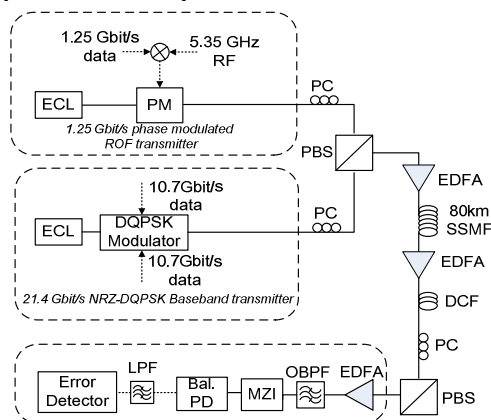 1.25 Gbit/s
data
5.35 GHz
RF
ECL
PM
PC
1.25 Gbit/s phase modulated
ROF transmitter
PBS
EDFA
10.7Gbit/s
data
ECL
DQPSK
Modulator
PC
10.7Gbit/s
data
21.4 Gbit/s NRZ-DQPSK Baseband transmitter
80km
SSMF
EDFA
DCF
PC
PBS
EDFA
OBPF
MZI
Bal.
PD
LPF
Error
Detector